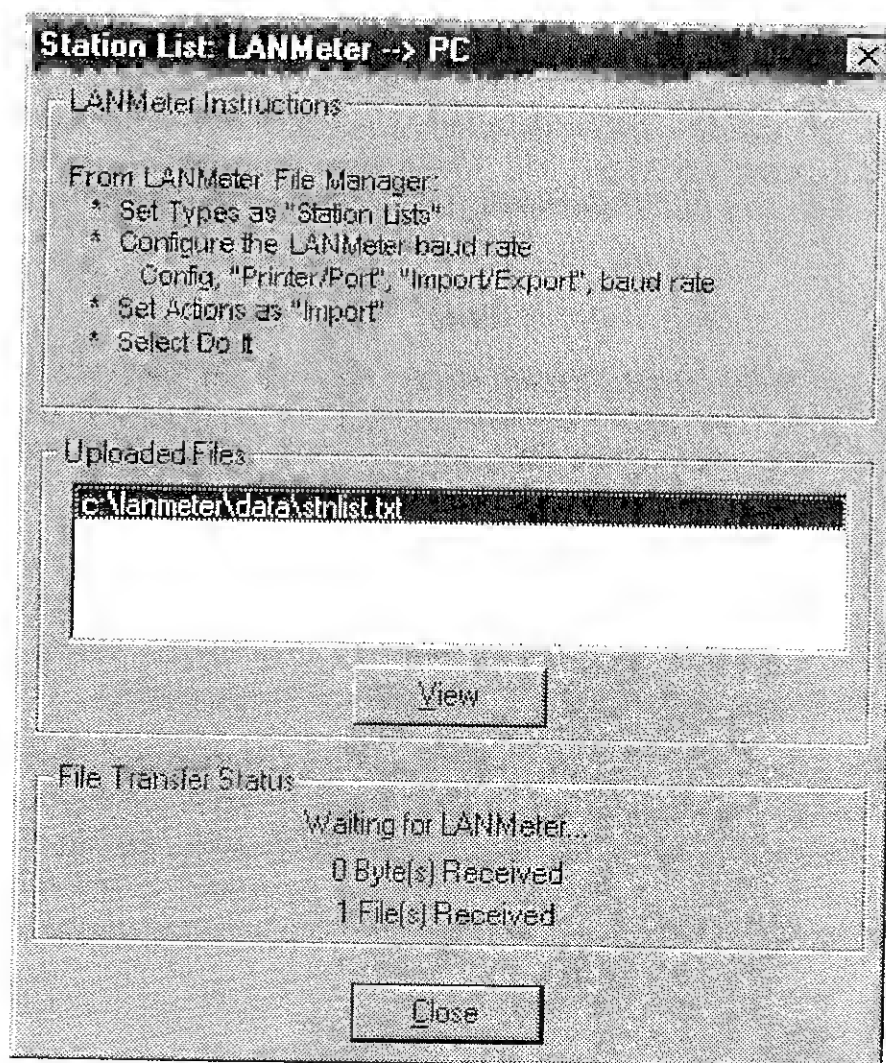 Station List: LANMeter --> PC
LANMeter Instructions
From LANMeter File Manager:
* Set Types as "Station Lists"
* Configure the LANMeter baud rate
Config, "Printer/Port", "Import/Export", baud rate
* Set Actions as "Import"
* Select Do It
Uploaded Files
c:\lanmeter\data\stnlist.txt
View
File Transfer Status
Waiting for LANMeter...
0 Byte(s) Received
1 File(s) Received
Close